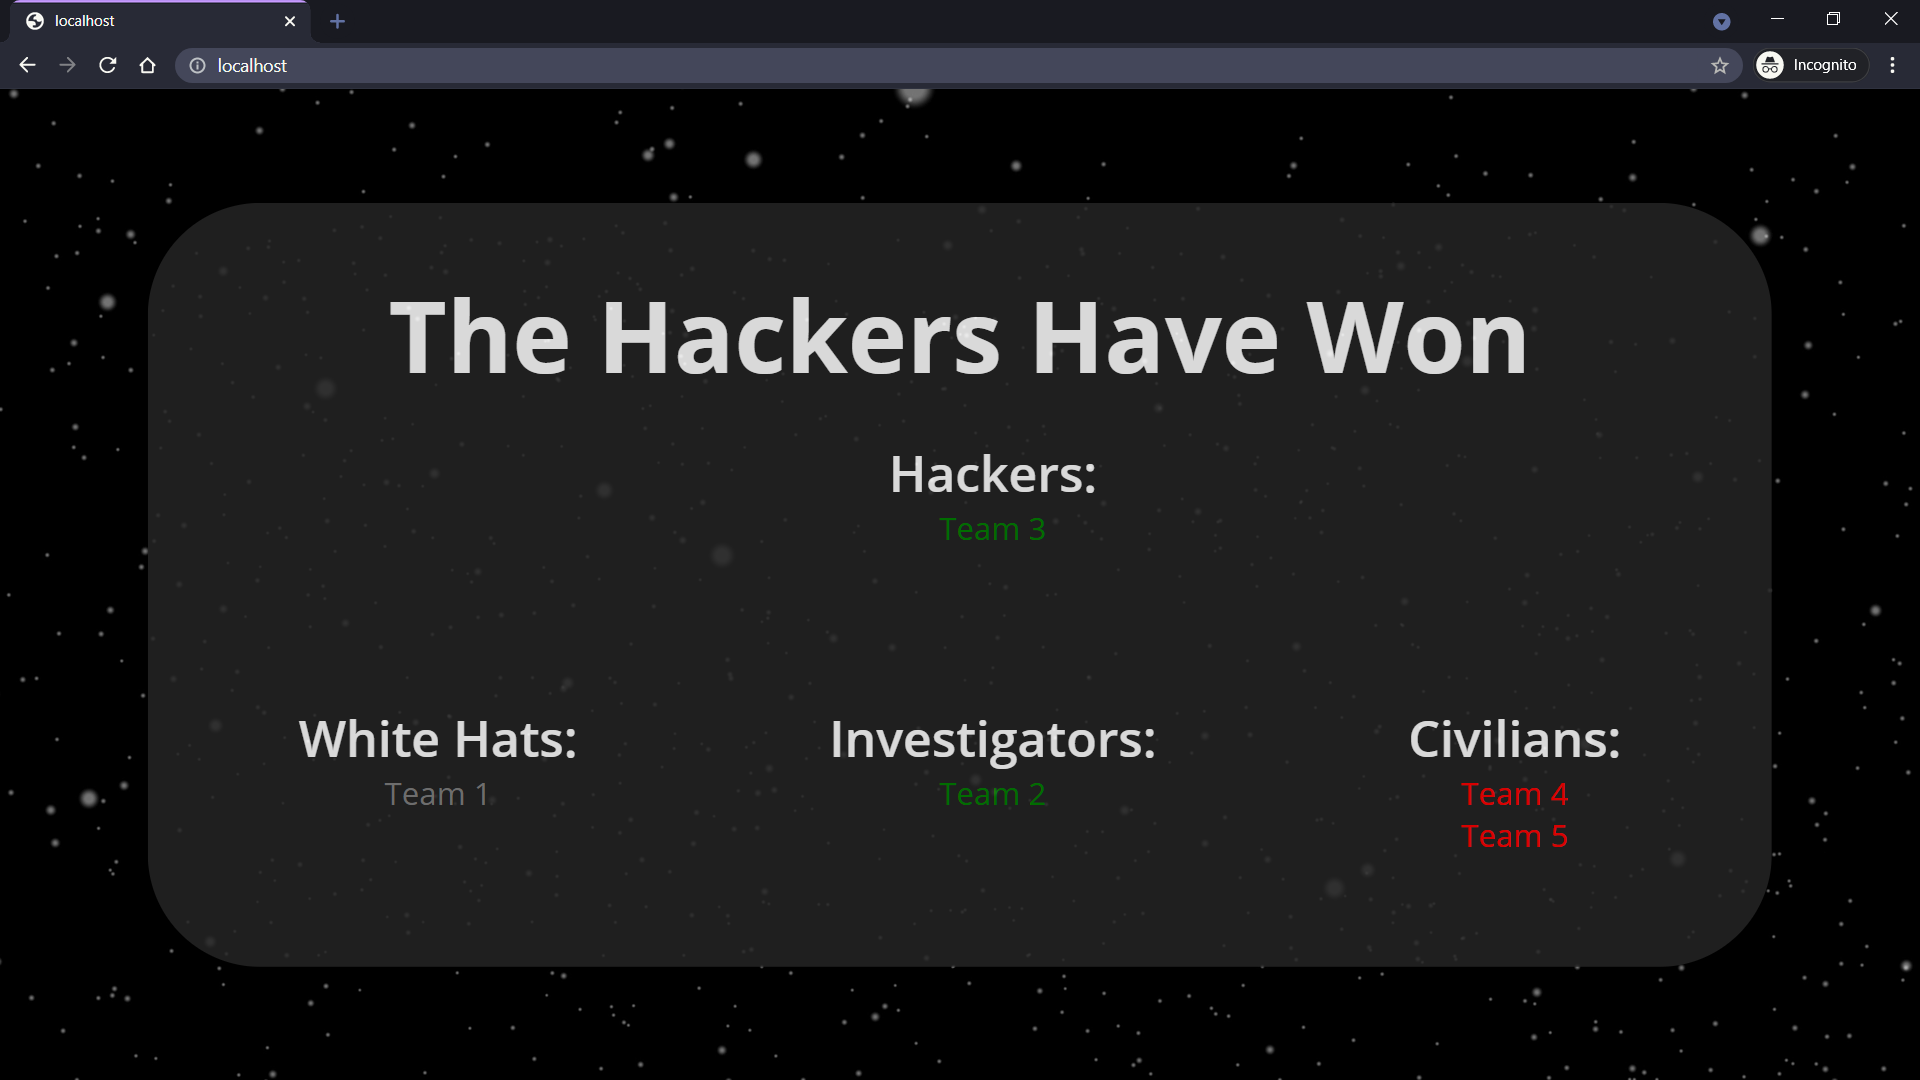 localhost
localhost
Incognito
The Hackers Have Won
Hackers:
Team 3
White Hats:
Team 1
Investigators:
Team 2
Civilians:
Team 4
Team 5